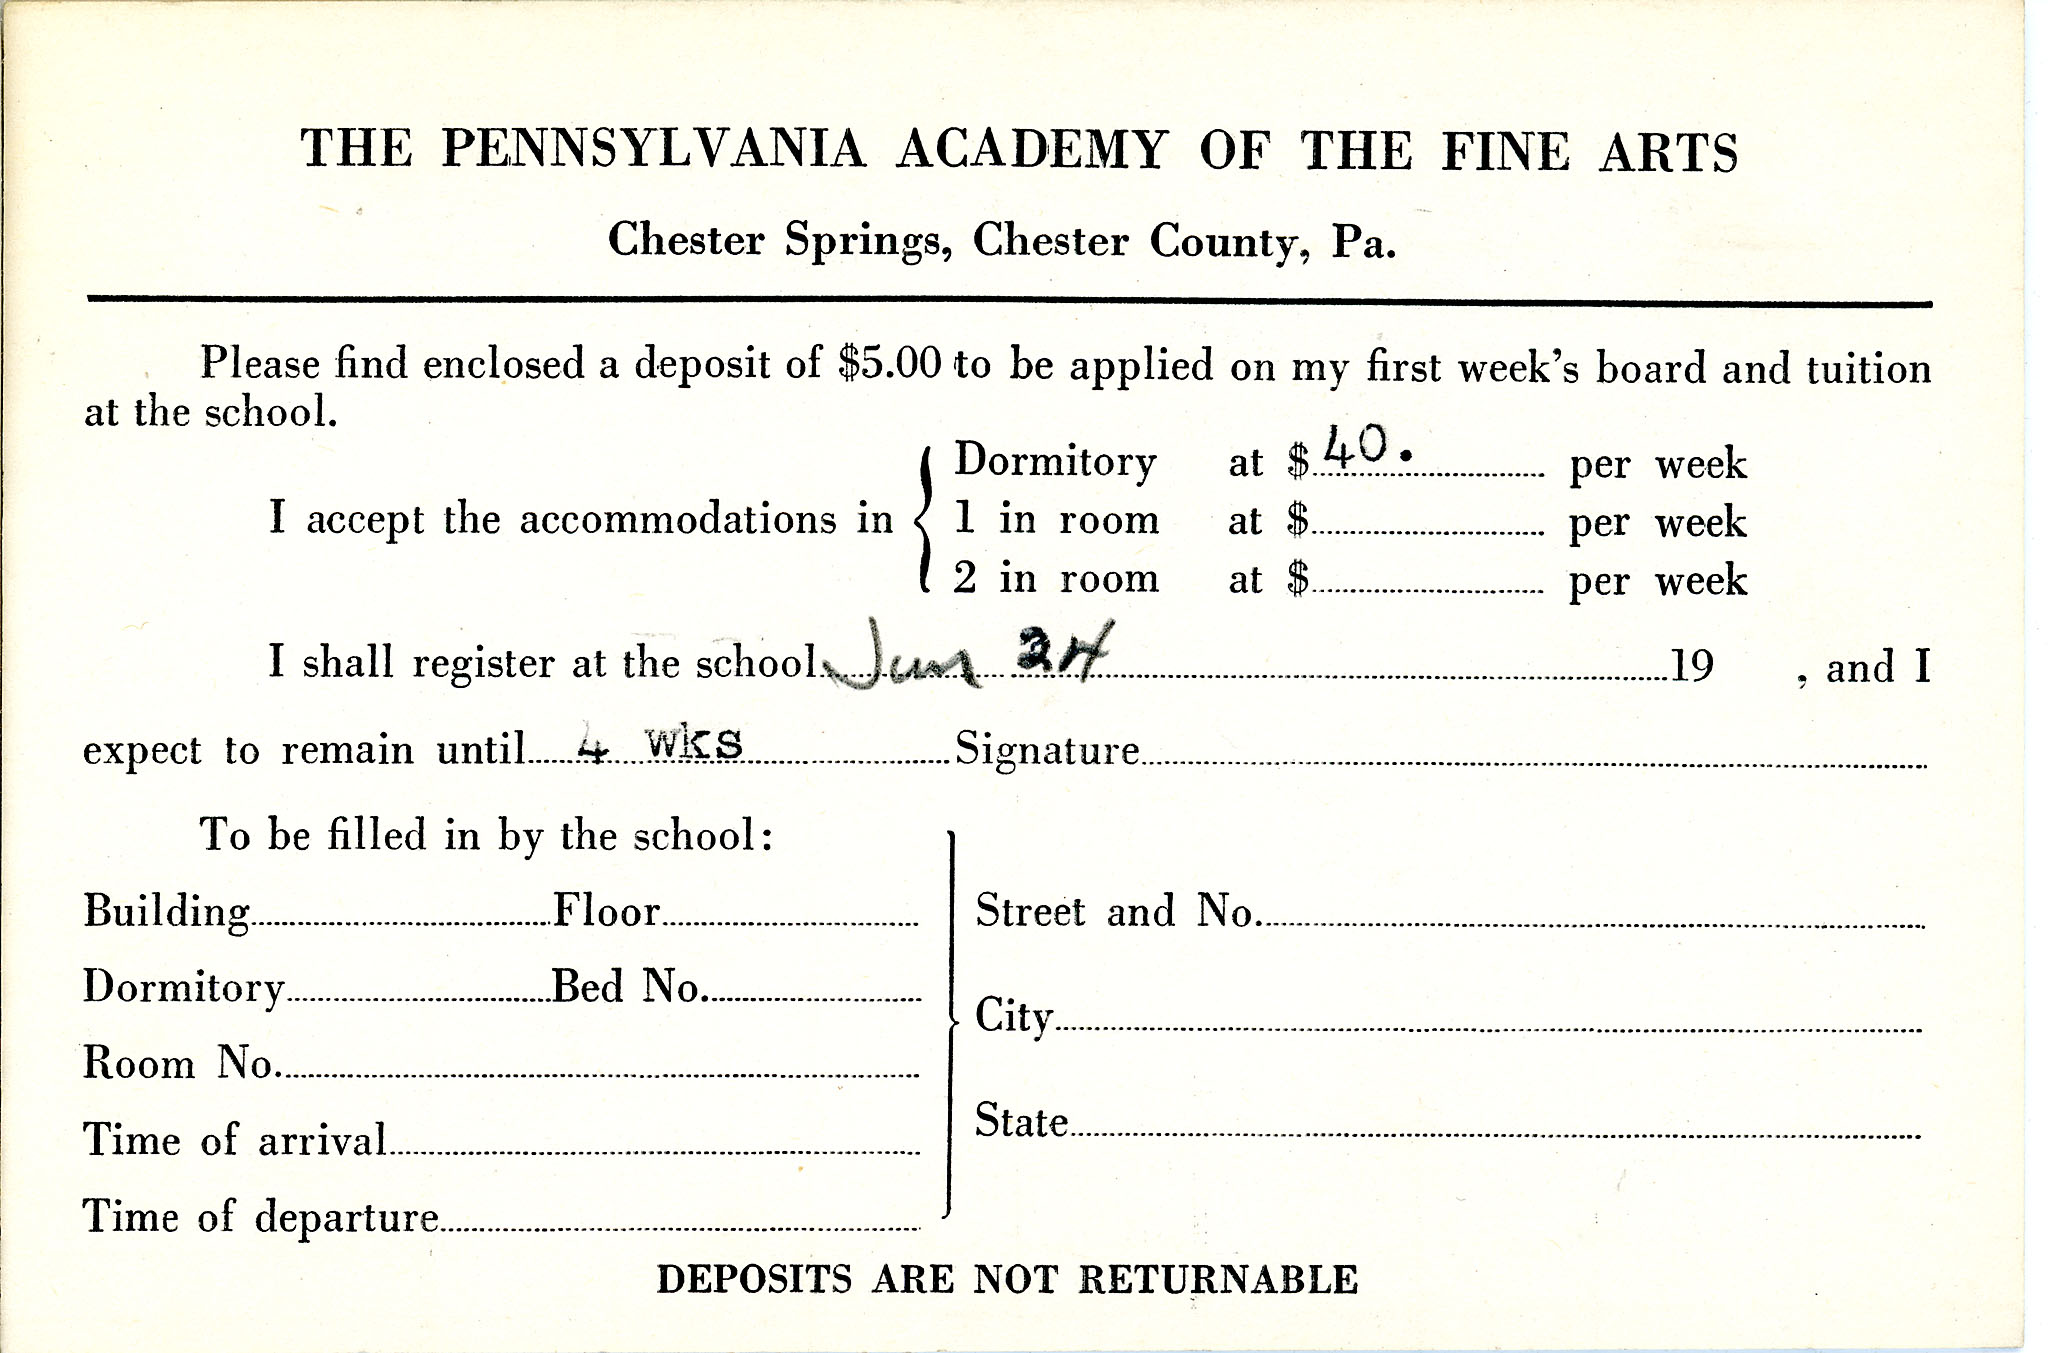 THE PENNSYLVANIA ACADEMY OF THE FINE ARTS
Chester Springs, Chester County, Pa.
Please find enclosed a deposit of $5.00 to be applied on my first week's board and tuition
at the school.
Dormitory at $ 40. per week
I accept the accommodations in { 1 in room at $ per week
2 in room at $ per week
I shall register at the school 24 19 , and I
expect to remain until 4 wks Signature
To be filled in by the school:
Building Floor Street and No.
Dormitory Bed No.
City
Room No.
State
Time of arrival
Time of departure
DEPOSITS ARE NOT RETURNABLE